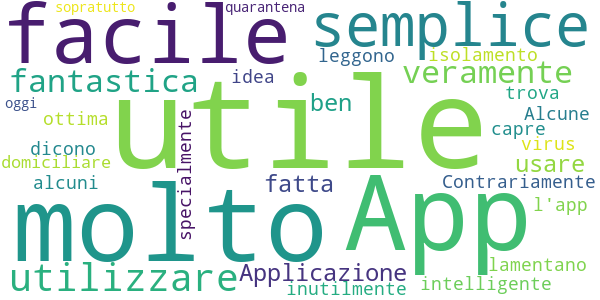 sopratutto
quarantena
facile
semplice
leggono
isolamento
fantastica
idea
veramente
oggi
utile
ben
trova
ottima
specialmente
Alcune
capre
dicono
virus
domiciliare
usare
alcuni
molto
fatta
App
Contrariamente
l'app
utilizzare
Applicazione
lamentano
inutilmente
intelligente